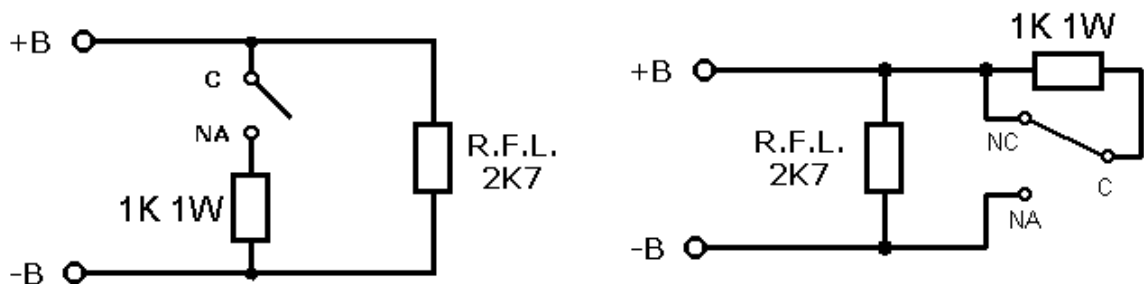 +B
C
NA
1K 1W
R.F.L.
2K7
-B
1K 1W
+B
R.F.L.
2K7
NC
C
NA
-B